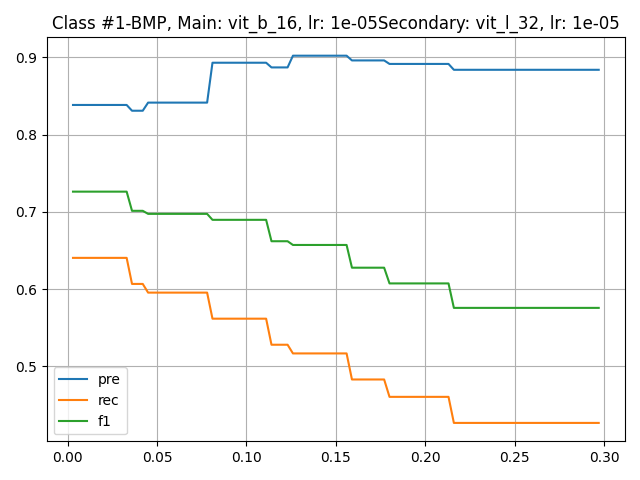 Class #1-BMP, Main: vit_b_16, lr: 1e-05Secondary: vit_l_32, lr: 1e-05
0.9
0.8
0.7
0.6
0.5
pre
rec
f1
0.00 0.05 0.10 0.15 0.20 0.25 0.30